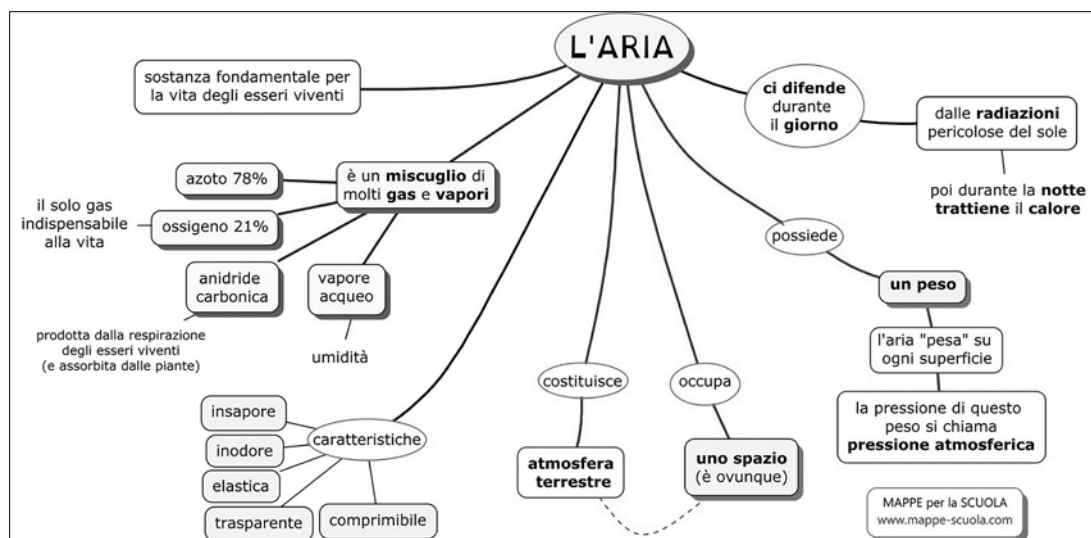 L'ARIA
sostanza fondamentale per
la vita degli esseri viventi
è un miscuglio di
molti gas e vapori
azoto 78%
ossigeno 21%
il solo gas
indispensabile
alla vita
anidride
carbonica
prodotta dalla respirazione
degli esseri viventi
(e assorbita dalle piante)
vapore
acqueo
umidità
caratteristiche
insapore
inodore
elastica
trasparente
comprimibile
costituisce
atmosfera
terrestre
occupa
uno spazio
(è ovunque)
possiede
un peso
l'aria "pesa" su
ogni superficie
la pressione di questo
peso si chiama
pressione atmosferica
ci difende
durante
il giorno
dalle radiazioni
pericolose del sole
poi durante la notte
trattiene il calore
MAPPE per la SCUOLA
www.mappe-scuola.com